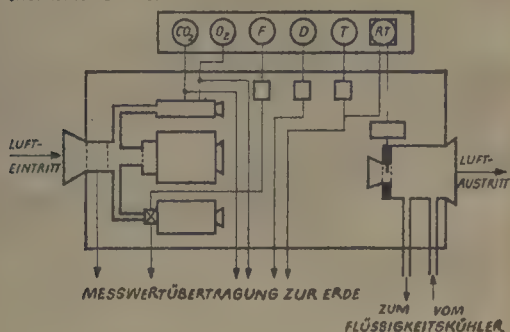 CO₂ O₂ F D T RT
LUFT-
EINTRITT
LUFT-
AUSTRITT
MESSWERTÜBERTRAGUNG ZUR ERDE
ZUM VOM
FLÜSSIGKEITSKÜHLER